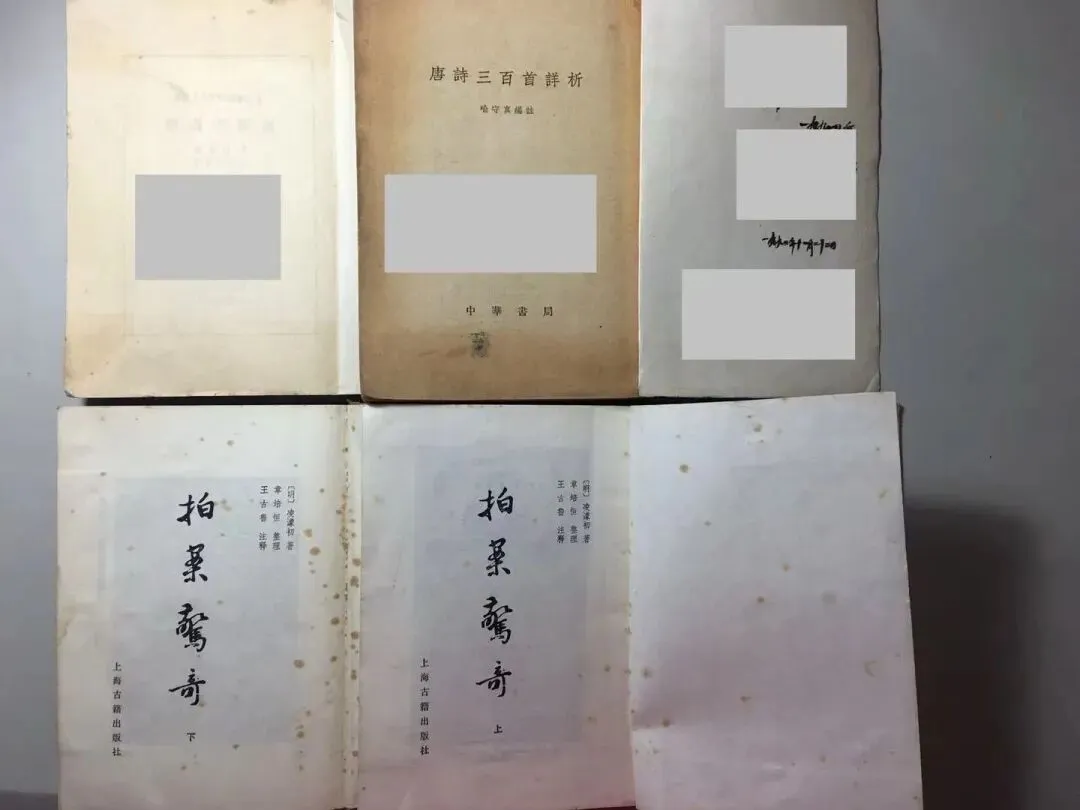 唐詩三百首詳析
喻守真編註
中華書局
〔明〕凌濛初著
章培恒 整理
王古魯 注釋
拍案驚奇
下
上海古籍出版社
〔明〕凌濛初著
章培恒 整理
王古魯 注釋
拍案驚奇
上
上海古籍出版社